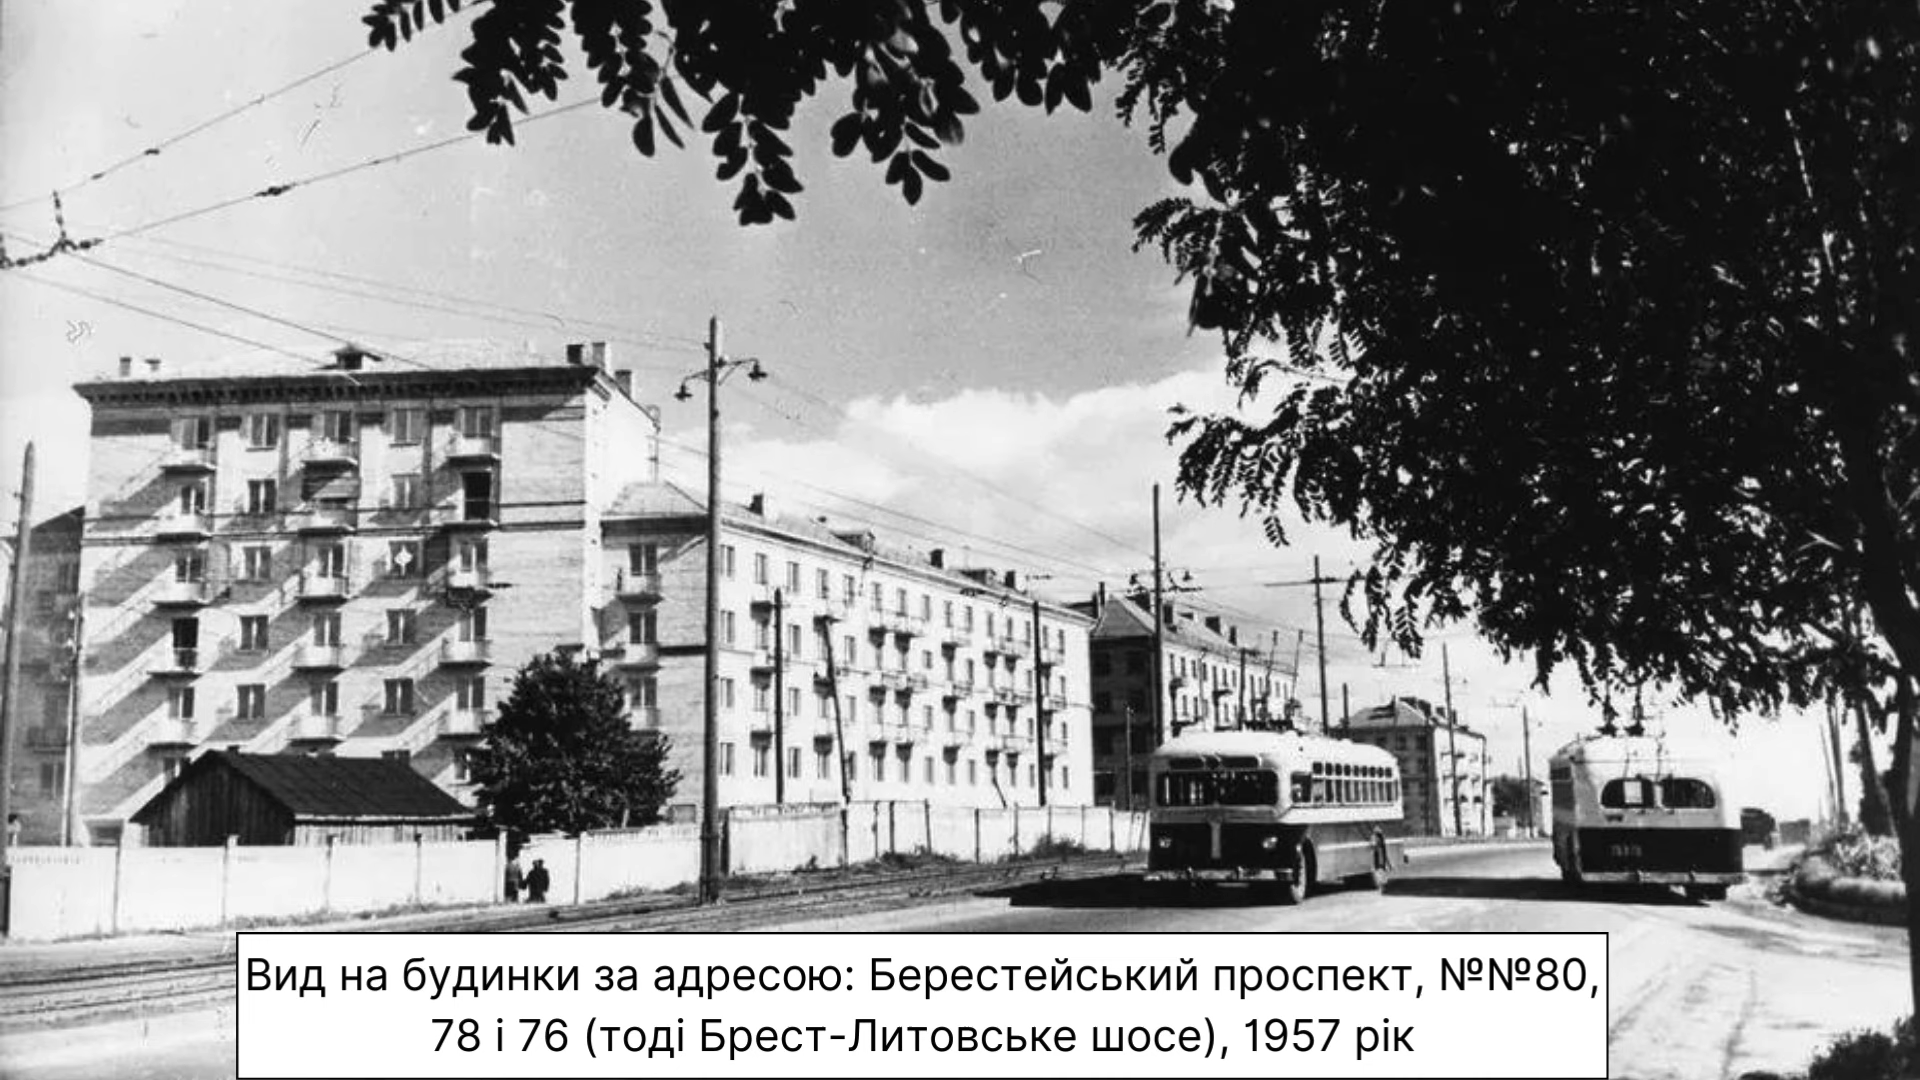 Вид на будинки за адресою: Берестейський проспект, №№80,
78 і 76 (тоді Брест-Литовське шосе), 1957 рік